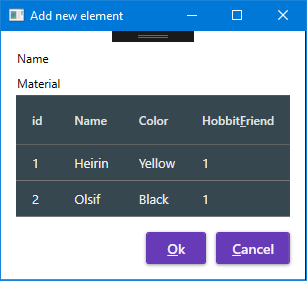 Add new element
Name
Material
id Name Color HobbitFriend
1 Heirin Yellow 1
2 Olsif Black 1
Ok Cancel